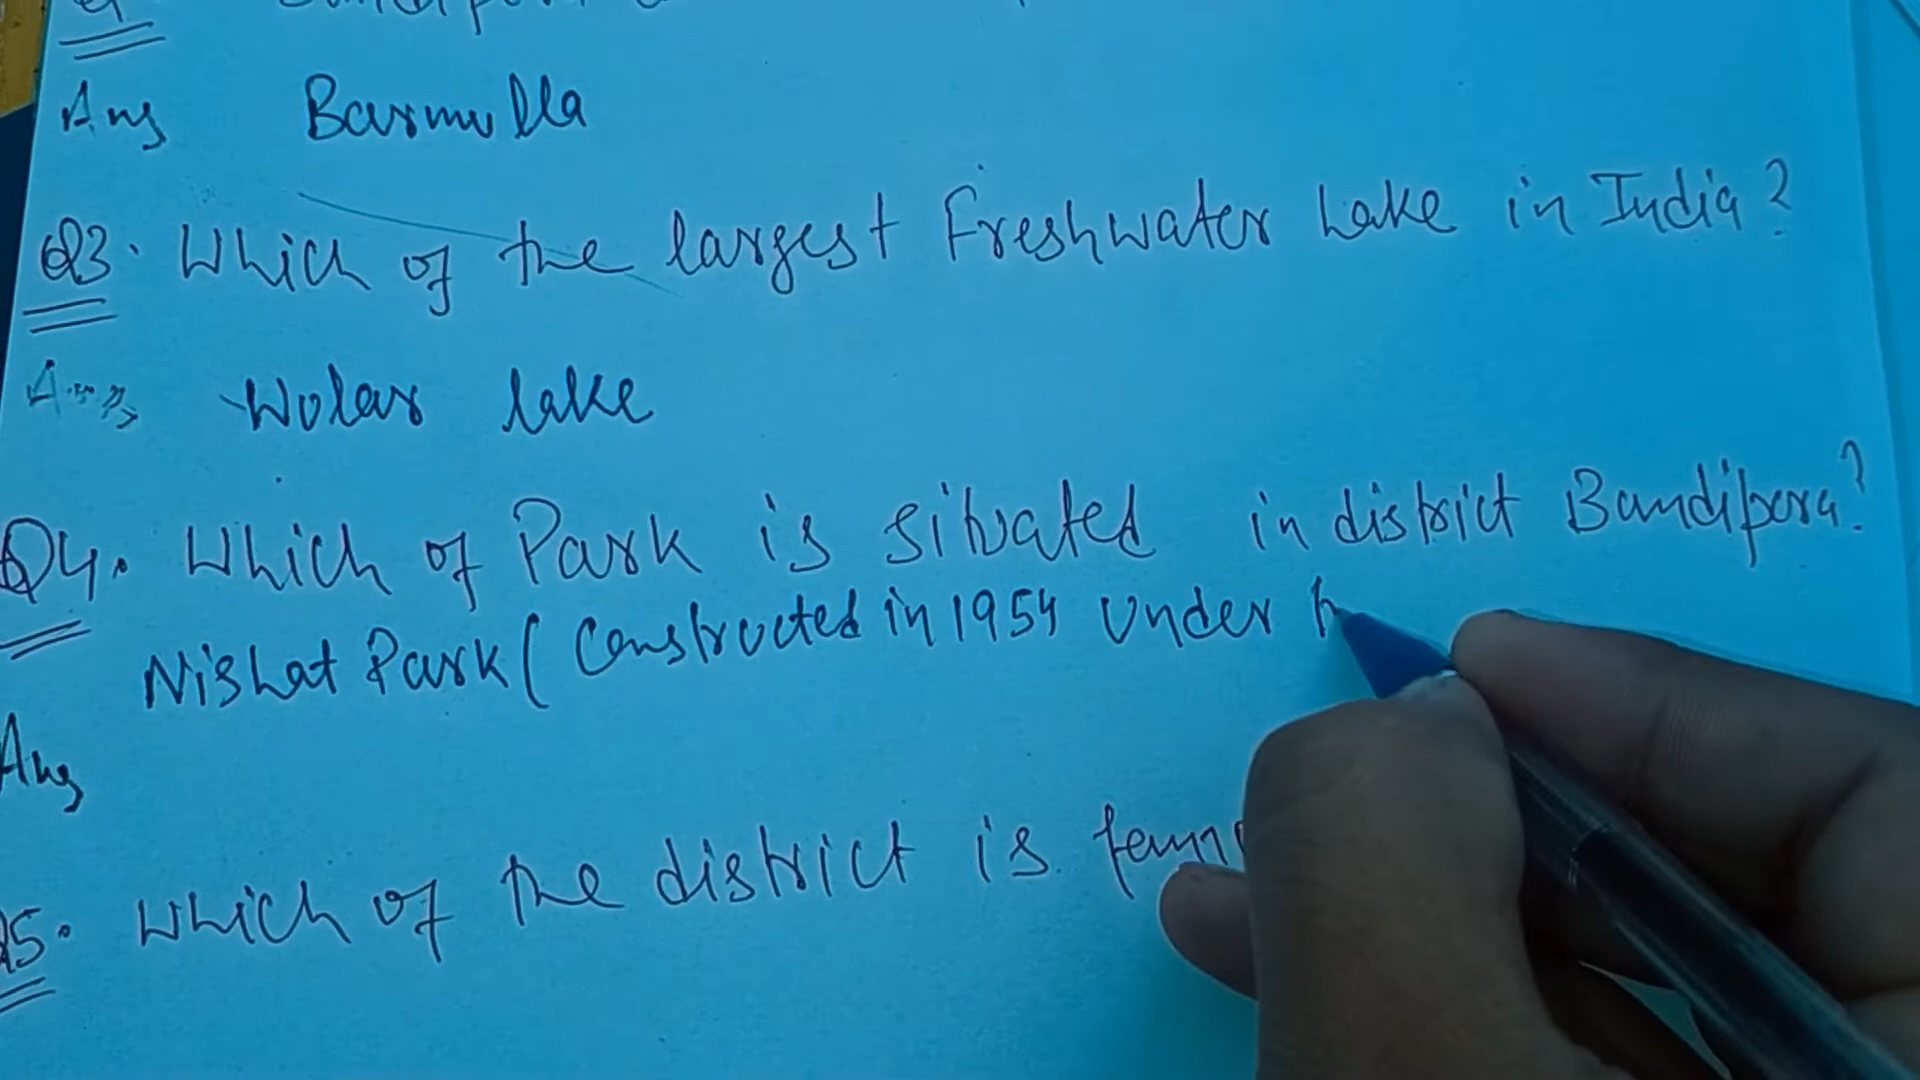 Ans Barmulla
Q3. Which of the largest Freshwater Lake in India?
Ans Wular lake
Q4. Which of Park is situated in district Bandipora?
Nishat Park ( Constructed in 1954 under
Ans
Q5. Which of the district is